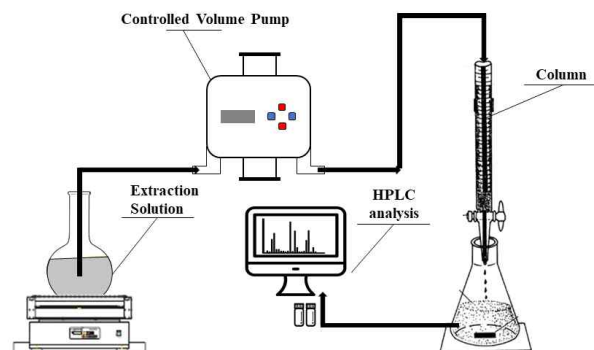 Controlled Volume Pump
Column
Extraction
Solution
HPLC
analysis